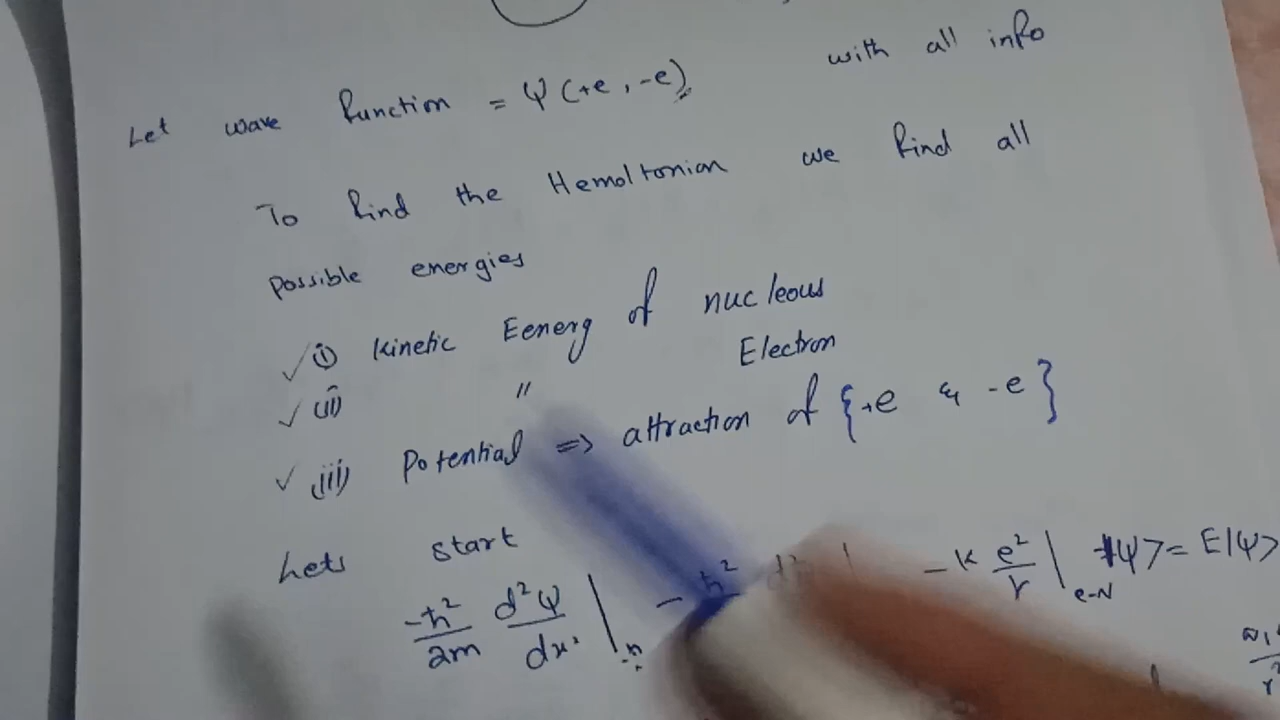 Let wave function = Ψ(+e, -e), with all info
To find the Hemoltonian we find all
possible energies
✓ (i) Kinetic Eenerg of nucleous
✓ (ii) " Electron
✓ (iii) Potential => attraction of {+e & -e}
Lets start
-ħ²/2m d²Ψ/dx² |n - ħ² - K e²/r |e-N |Ψ> = E|Ψ>